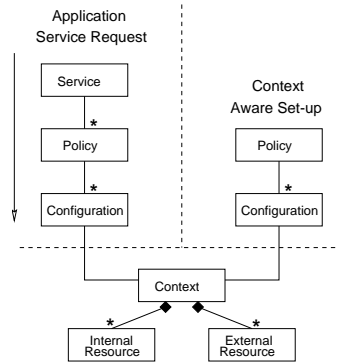 Application
Service Request
Service
*
Policy
*
Configuration
Context
Aware Set-up
Policy
*
Configuration
Context
*
*
Internal
Resource
External
Resource